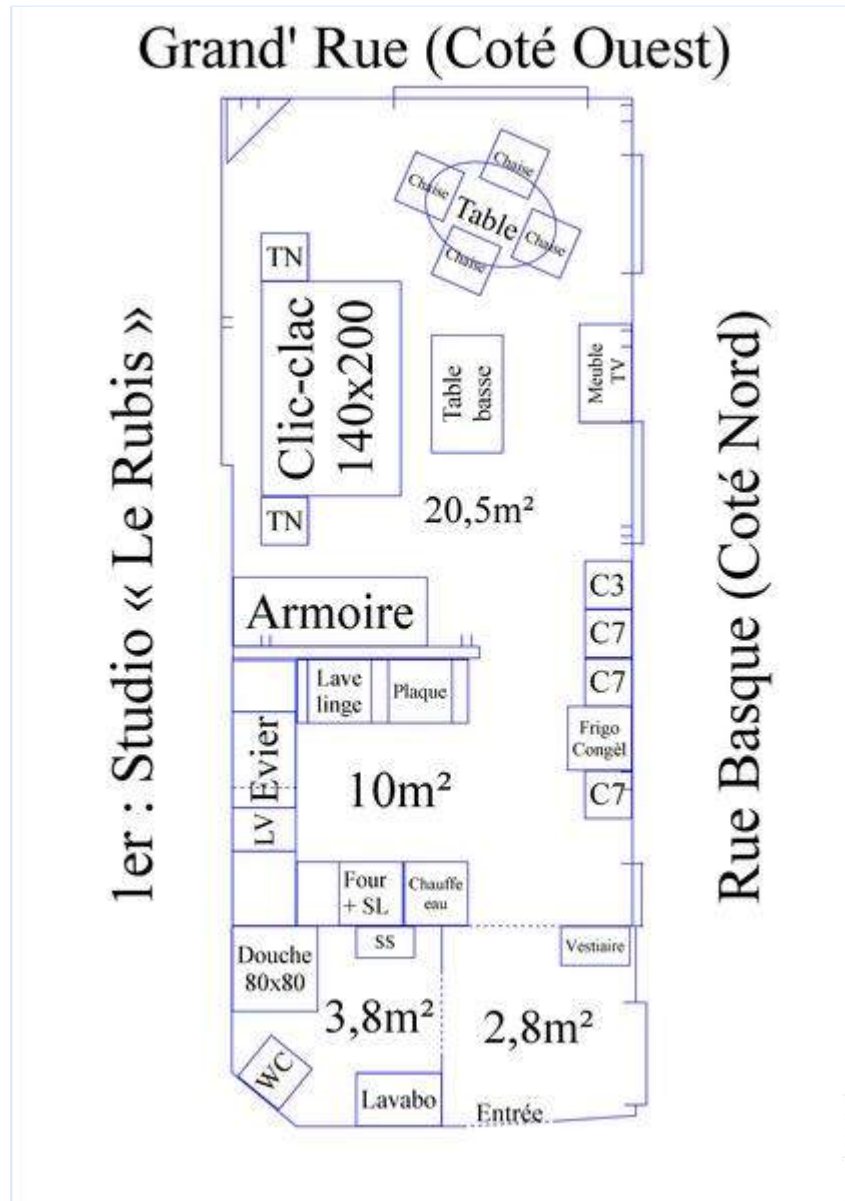 Grand' Rue (Coté Ouest)
Chaise
Chaise
Table
Chaise
Chaise
TN
Clic-clac
140x200
Table
basse
Meuble
TV
TN
20,5m²
1er : Studio « Le Rubis »
Rue Basque (Coté Nord)
Armoire
C3
C7
C7
Lave
linge
Plaque
Frigo
Congèl
Evier
10m²
C7
LV
Four
+ SL
Chauffe
eau
Douche
80x80
ss
Vestiaire
3,8m²
2,8m²
WC
Lavabo
Entrée